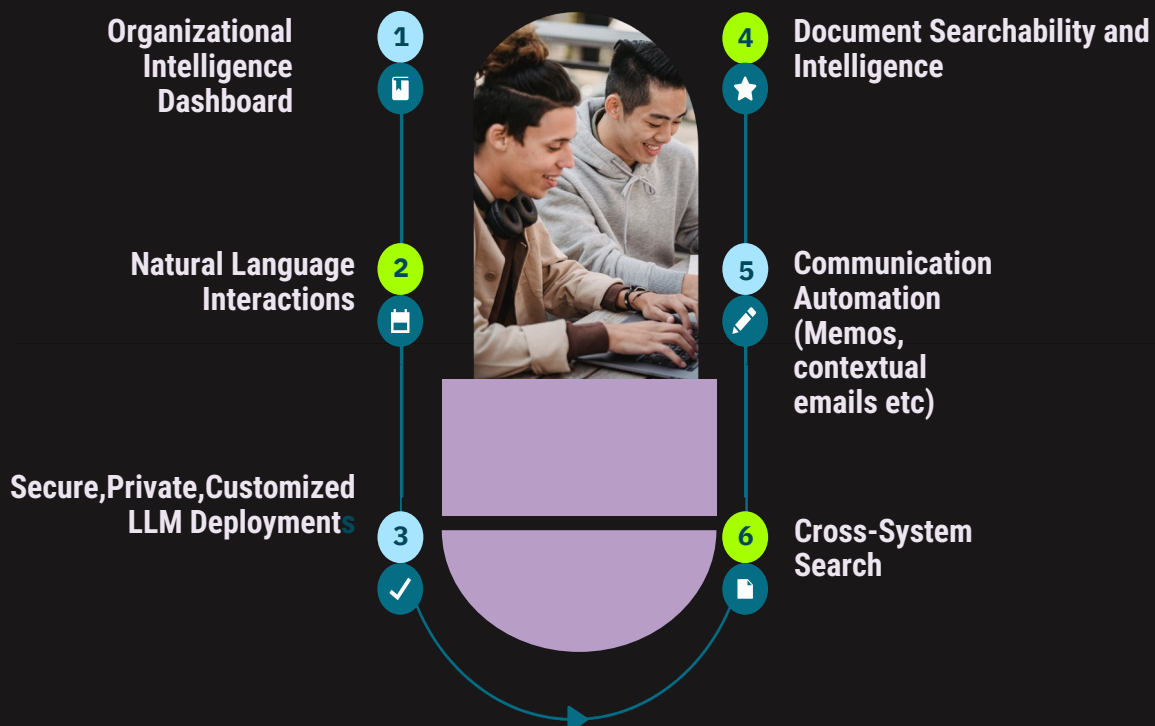 1
Organizational
Intelligence
Dashboard
2
Natural Language
Interactions
3
Secure,Private,Customized
LLM Deployments
4
Document Searchability and
Intelligence
5
Communication
Automation
(Memos,
contextual
emails etc)
6
Cross-System
Search